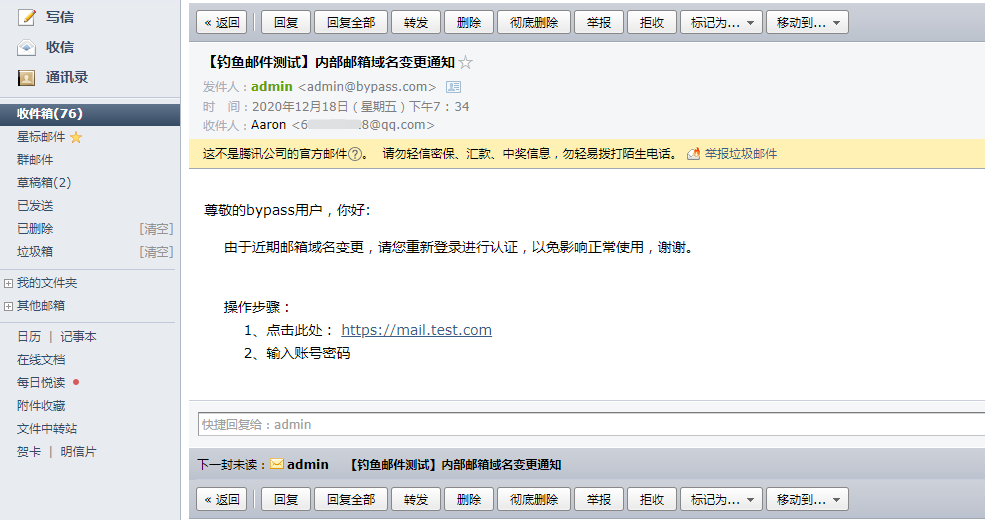 写信
收信
通讯录
收件箱(76)
星标邮件
群邮件
草稿箱(2)
已发送
已删除 [清空]
垃圾箱 [清空]
我的文件夹
其他邮箱
日历 | 记事本
在线文档
每日悦读
附件收藏
文件中转站
贺卡 | 明信片
« 返回 回复 回复全部 转发 删除 彻底删除 举报 拒收 标记为... 移动到...
【钓鱼邮件测试】内部邮箱域名变更通知
发件人：admin <admin@bypass.com>
时 间：2020年12月18日（星期五）下午7：34
收件人：Aaron <6 8@qq.com>
这不是腾讯公司的官方邮件?。 请勿轻信密保、汇款、中奖信息，勿轻易拨打陌生电话。 举报垃圾邮件
尊敬的bypass用户，你好：
由于近期邮箱域名变更，请您重新登录进行认证，以免影响正常使用，谢谢。
操作步骤：
1、点击此处： https://mail.test.com
2、输入账号密码
快捷回复给：admin
下一封未读：admin 【钓鱼邮件测试】内部邮箱域名变更通知
« 返回 回复 回复全部 转发 删除 彻底删除 举报 拒收 标记为... 移动到...